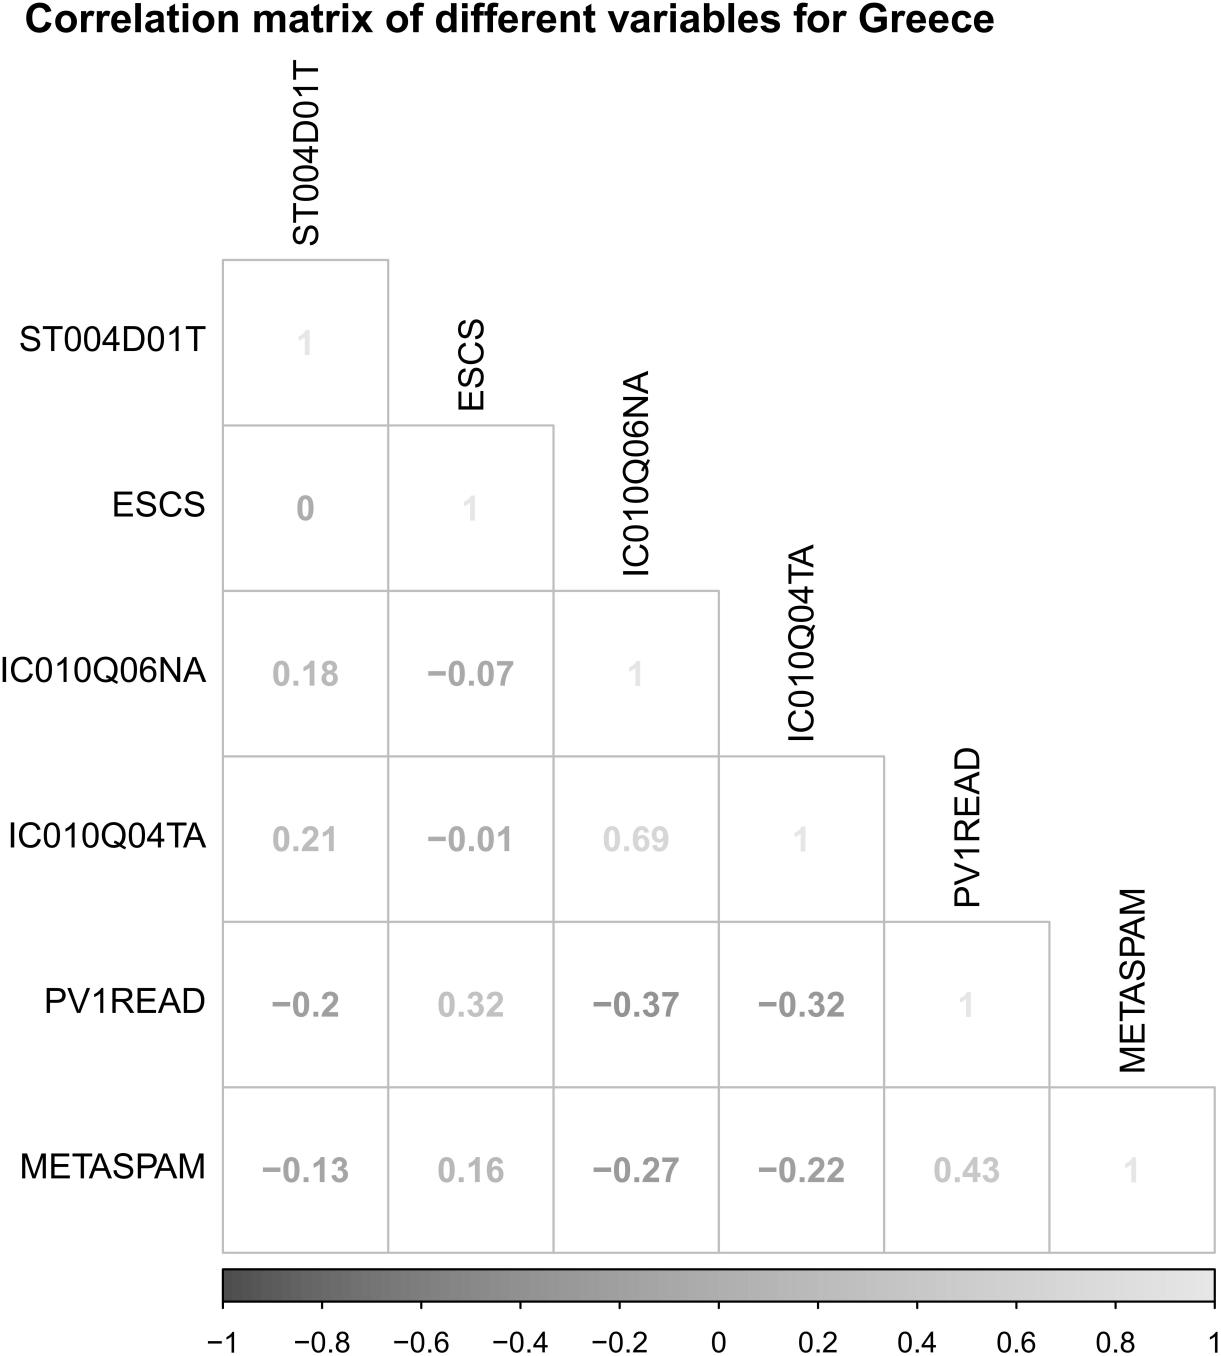 Correlation matrix of different variables for Greece
ST004D01T
ST004D01T 1
ESCS
ESCS 0 1
IC010Q06NA
IC010Q06NA 0.18 −0.07 1
IC010Q04TA
IC010Q04TA 0.21 −0.01 0.69 1
PV1READ
PV1READ −0.2 0.32 −0.37 −0.32 1
METASPAM
METASPAM −0.13 0.16 −0.27 −0.22 0.43 1
−1 −0.8 −0.6 −0.4 −0.2 0 0.2 0.4 0.6 0.8 1